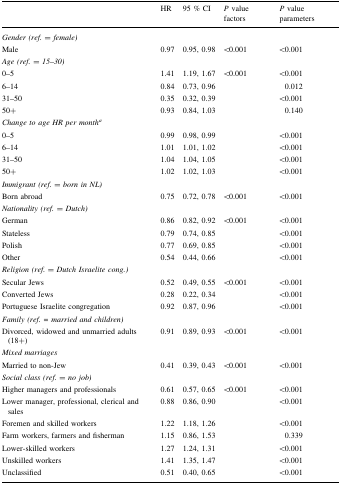 HR 95 % CI P value factors P value parameters
Gender (ref. = female)
Male 0.97 0.95, 0.98 <0.001 <0.001
Age (ref. = 15–30)
0–5 1.41 1.19, 1.67 <0.001 <0.001
6–14 0.84 0.73, 0.96 0.012
31–50 0.35 0.32, 0.39 <0.001
50+ 0.93 0.84, 1.03 0.140
Change to age HR per monthᵃ
0–5 0.99 0.98, 0.99 <0.001
6–14 1.01 1.01, 1.02 <0.001
31–50 1.04 1.04, 1.05 <0.001
50+ 1.02 1.02, 1.03 <0.001
Immigrant (ref. = born in NL)
Born abroad 0.75 0.72, 0.78 <0.001 <0.001
Nationality (ref. = Dutch)
German 0.86 0.82, 0.92 <0.001 <0.001
Stateless 0.79 0.74, 0.85 <0.001
Polish 0.77 0.69, 0.85 <0.001
Other 0.54 0.44, 0.66 <0.001
Religion (ref. = Dutch Israelite cong.)
Secular Jews 0.52 0.49, 0.55 <0.001 <0.001
Converted Jews 0.28 0.22, 0.34 <0.001
Portuguese Israelite congregation 0.92 0.87, 0.96 <0.001
Family (ref. = married and children)
Divorced, widowed and unmarried adults 0.91 0.89, 0.93 <0.001 <0.001
(18+)
Mixed marriages
Married to non-Jew 0.41 0.39, 0.43 <0.001 <0.001
Social class (ref. = no job)
Higher managers and professionals 0.61 0.57, 0.65 <0.001 <0.001
Lower manager, professional, clerical and 0.88 0.86, 0.90 <0.001
sales
Foremen and skilled workers 1.22 1.18, 1.26 <0.001
Farm workers, farmers and fisherman 1.15 0.86, 1.53 0.339
Lower-skilled workers 1.27 1.24, 1.31 <0.001
Unskilled workers 1.41 1.35, 1.47 <0.001
Unclassified 0.51 0.40, 0.65 <0.001